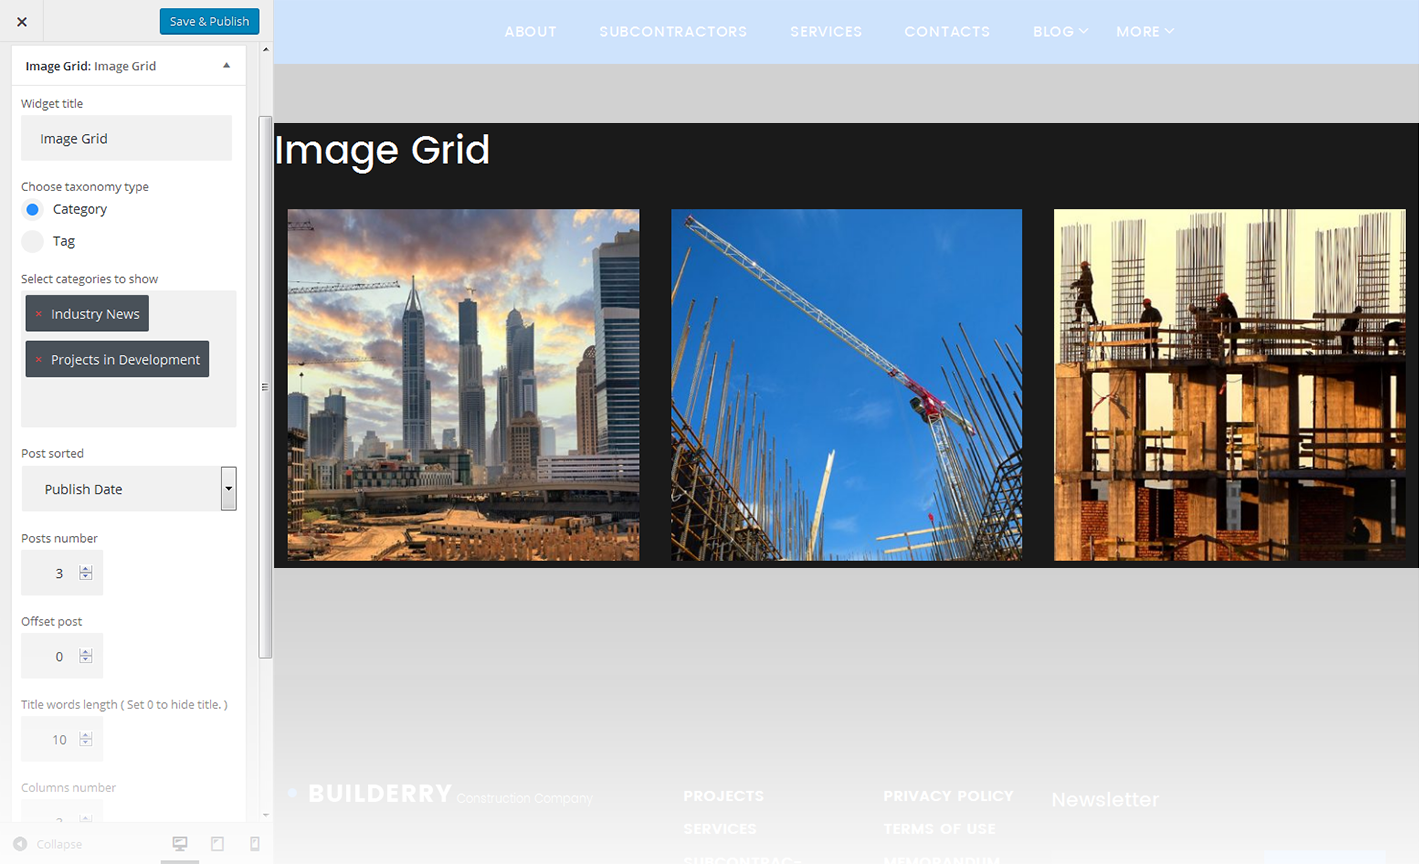 Save & Publish
Image Grid: Image Grid
Widget title
Image Grid
Choose taxonomy type
Category
Tag
Select categories to show
× Industry News
× Projects in Development
Post sorted
Publish Date
Posts number
3
Offset post
0
Title words length ( Set 0 to hide title. )
10
Columns number
Collapse
ABOUT SUBCONTRACTORS SERVICES CONTACTS BLOG MORE
Image Grid
BUILDERRY Construction Company
PROJECTS
SERVICES
SUBCONTRAC-
PRIVACY POLICY
TERMS OF USE
MEMORANDUM
Newsletter